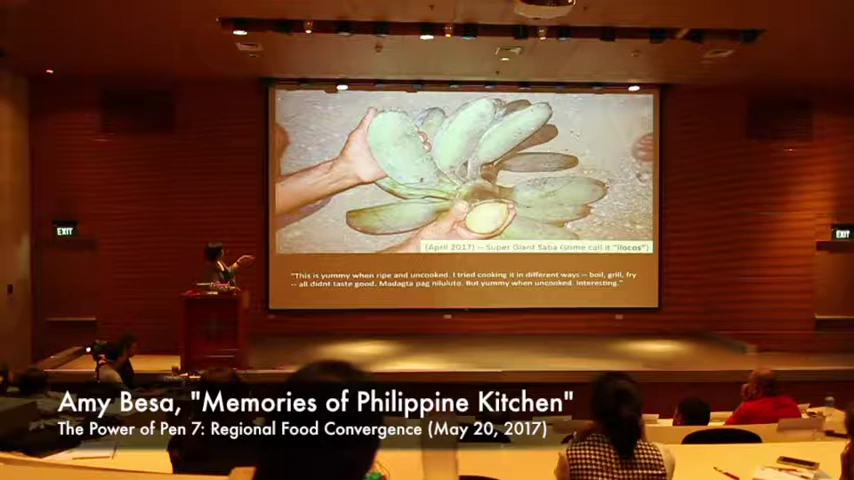 (April 2017) -- Super Giant Saba (some call it "Ilocos")
EXIT
EXIT
"This is yummy when ripe and uncooked. I tried cooking it in different ways -- boil, grill, fry
-- all didnt taste good. Madagta pag niluluto. But yummy when uncooked. Interesting."
Amy Besa, "Memories of Philippine Kitchen"
The Power of Pen 7: Regional Food Convergence (May 20, 2017)